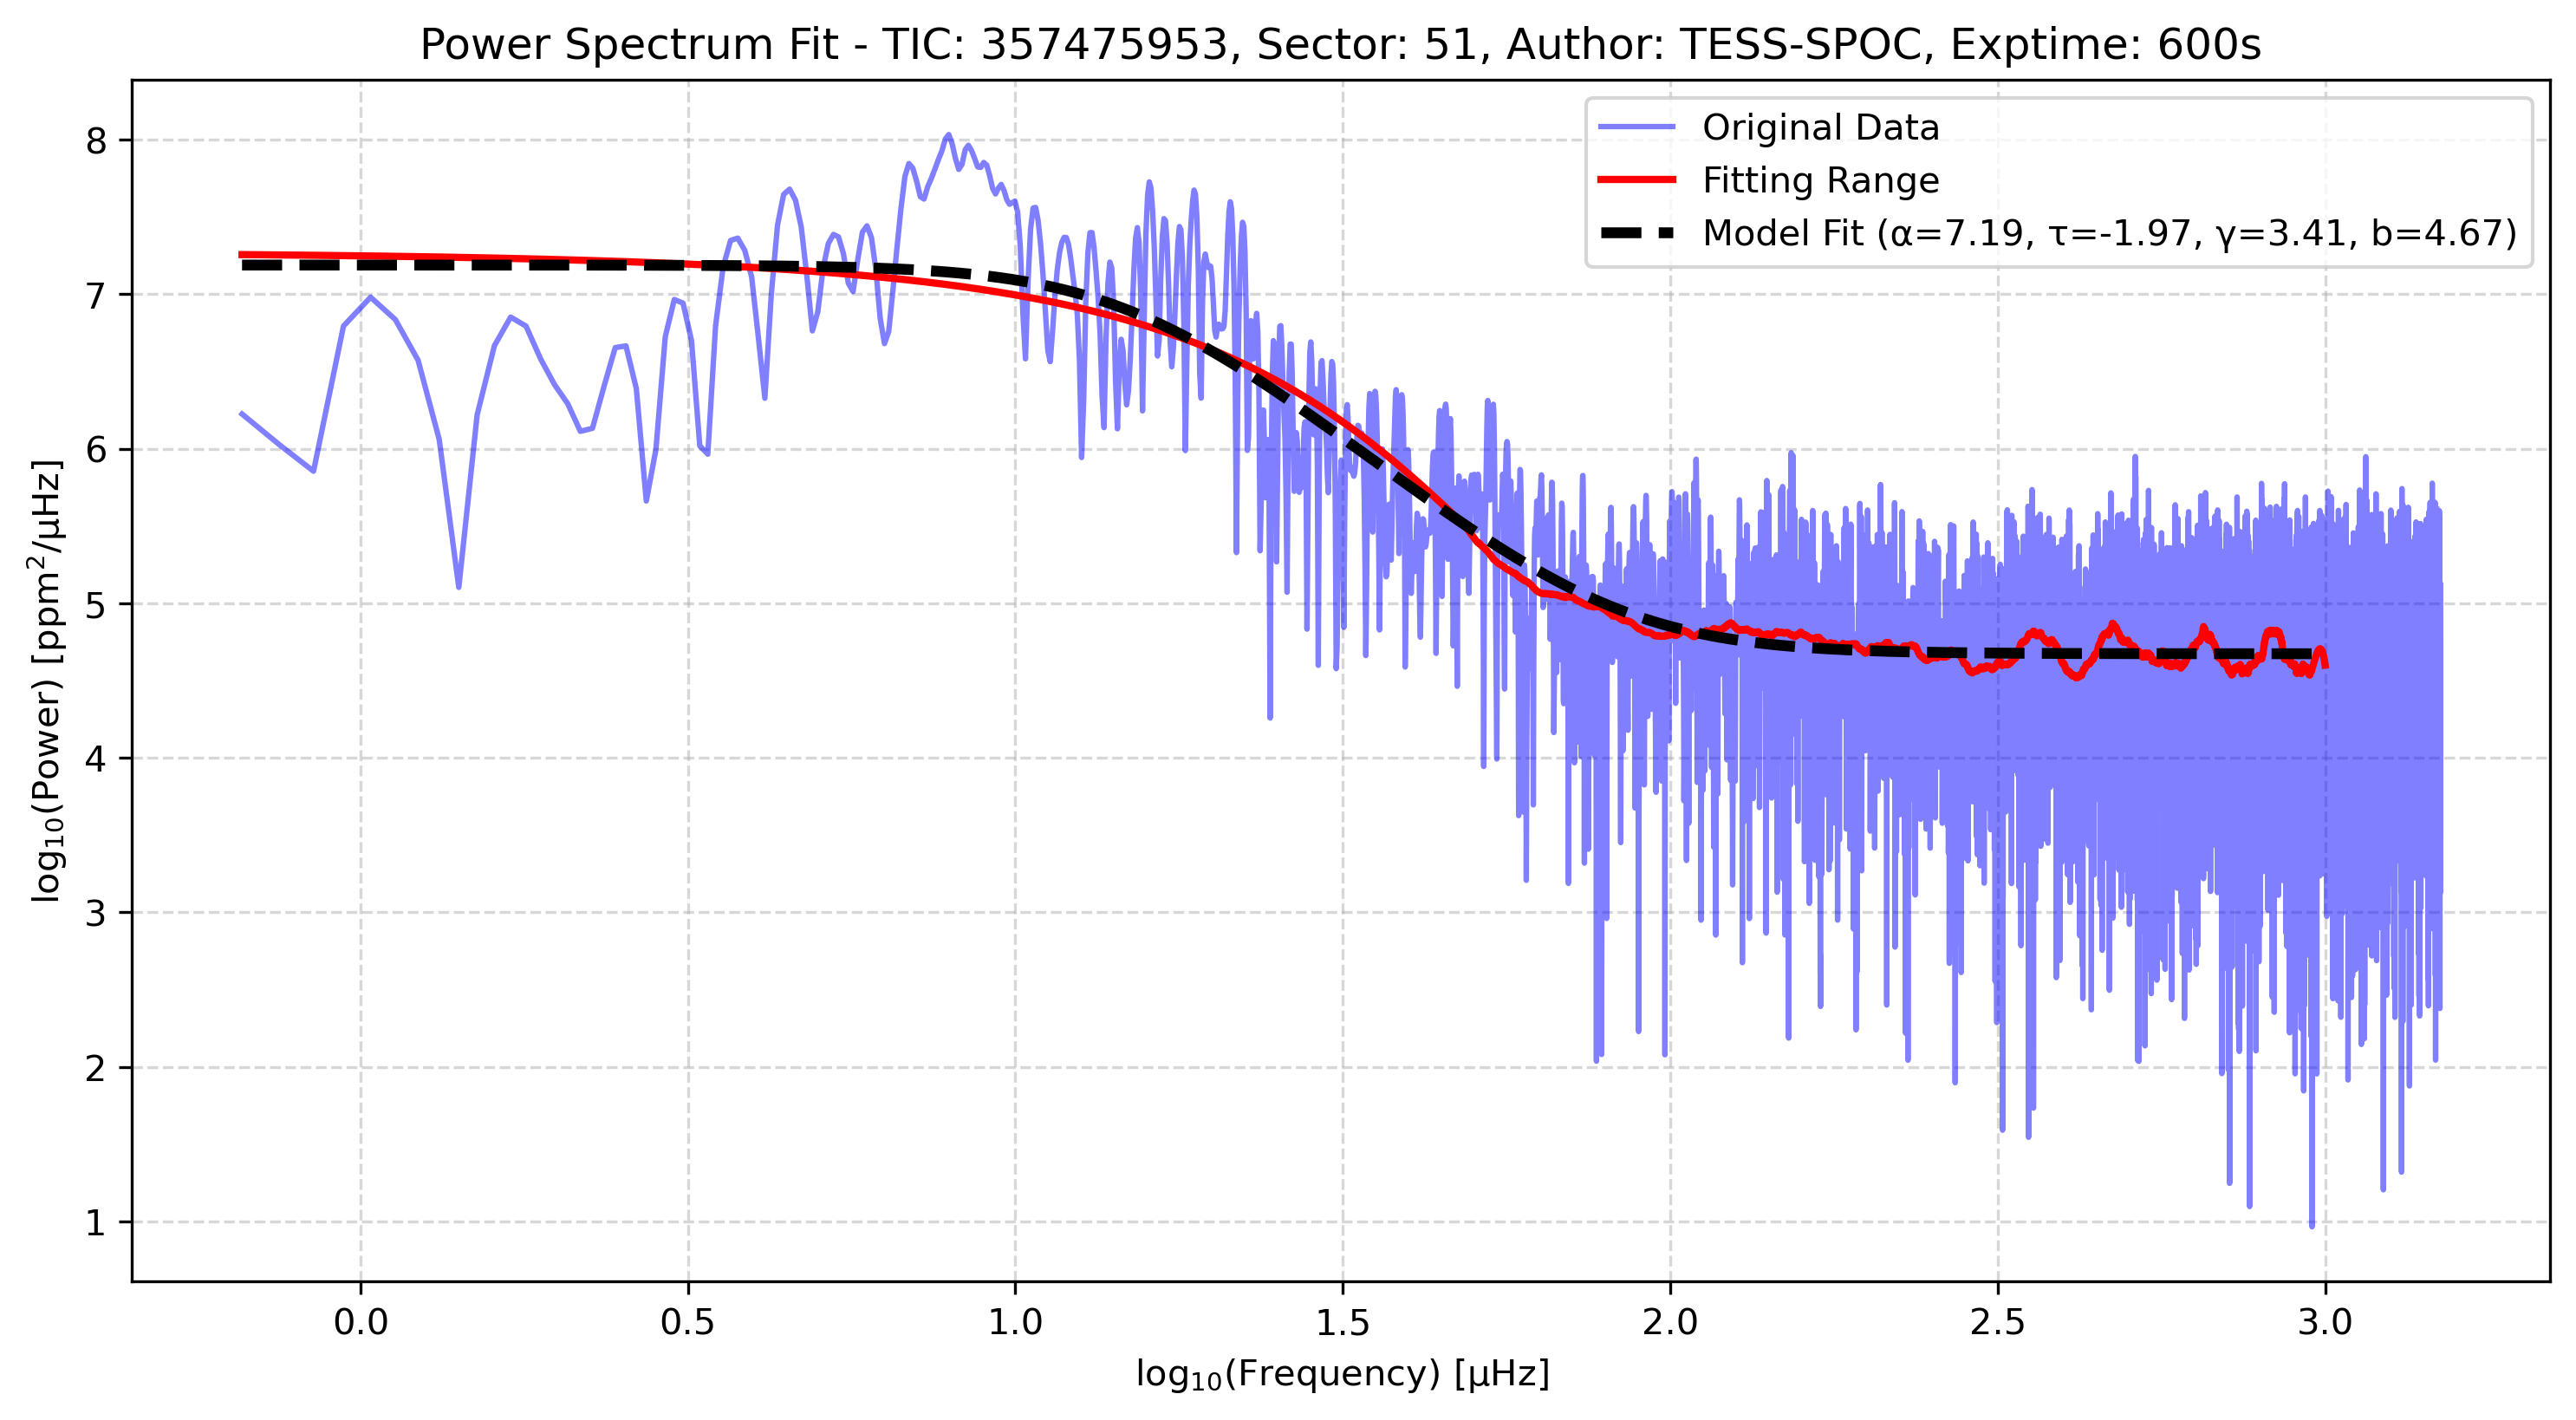 Power Spectrum Fit - TIC: 357475953, Sector: 51, Author: TESS-SPOC, Exptime: 600s
Original Data
Fitting Range
Model Fit (α=7.19, τ=-1.97, γ=3.41, b=4.67)
log₁₀(Power) [ppm²/μHz]
8
7
6
5
4
3
2
1
0.0 0.5 1.0 1.5 2.0 2.5 3.0
log₁₀(Frequency) [μHz]